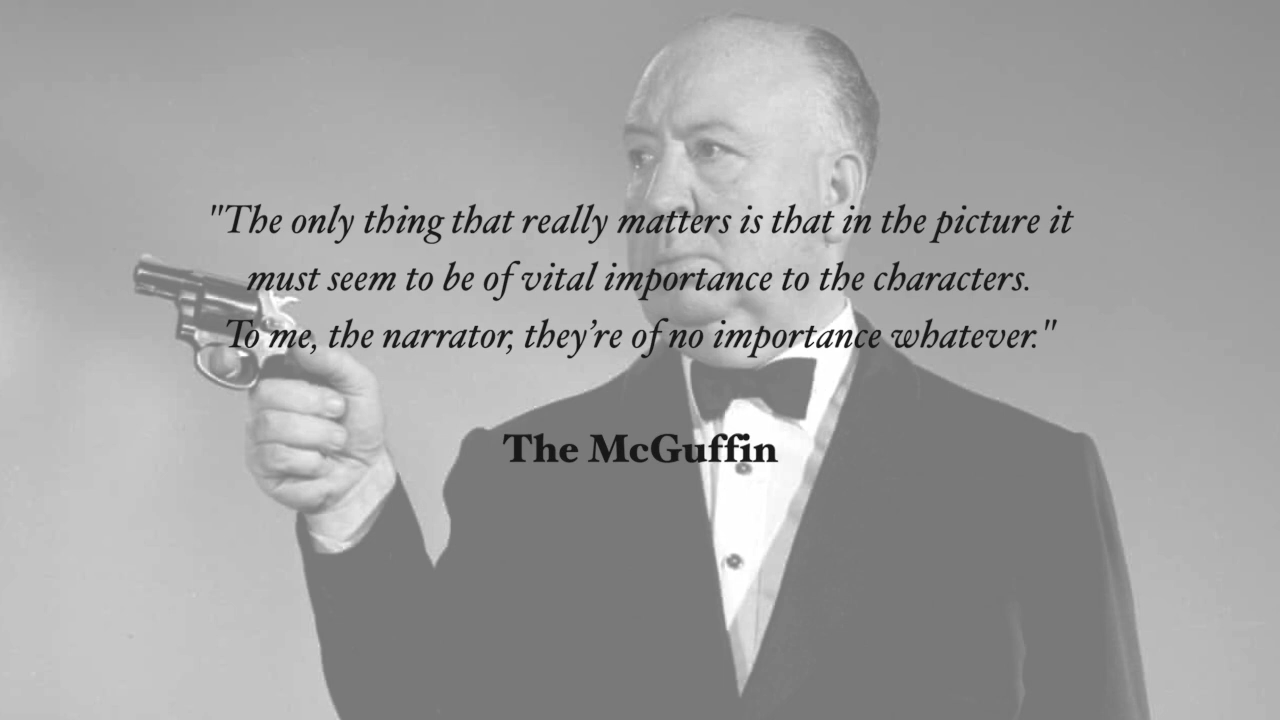 "The only thing that really matters is that in the picture it
must seem to be of vital importance to the characters.
To me, the narrator, they’re of no importance whatever."
The McGuffin